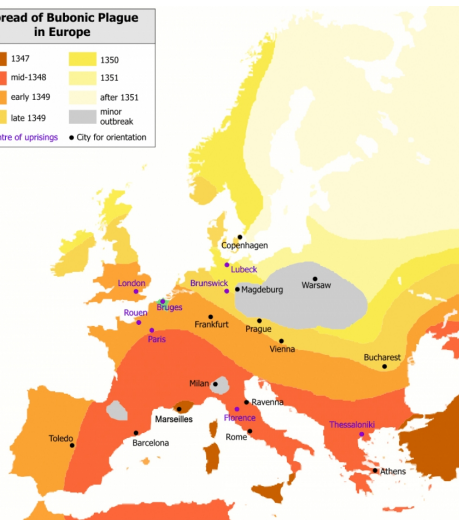 read of Bubonic Plague
in Europe
1347
mid-1348
early 1349
late 1349
1350
1351
after 1351
minor
outbreak
ntre of uprisings
City for orientation
Copenhagen
Lubeck
Brunswick
Magdeburg
Warsaw
London
Bruges
Rouen
Paris
Frankfurt
Prague
Vienna
Bucharest
Milan
Ravenna
Marseilles
Florence
Rome
Thessaloniki
Toledo
Barcelona
Athens